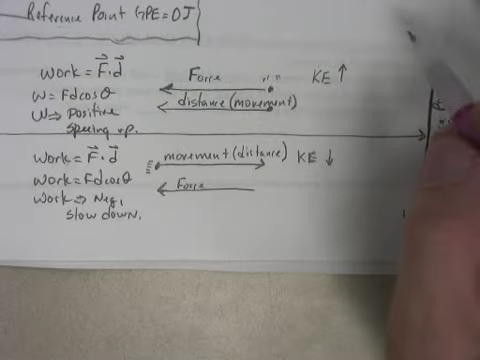 Reference Point GPE=0J
Work = F⃗·d⃗
Force
KE ↑
W = Fdcosθ
distance (movement)
W ⇒ Positive
speeding up.
Work = F⃗·d⃗
movement (distance)
KE ↓
Work = Fdcosθ
Force
Work ⇒ Neg,
slow down.